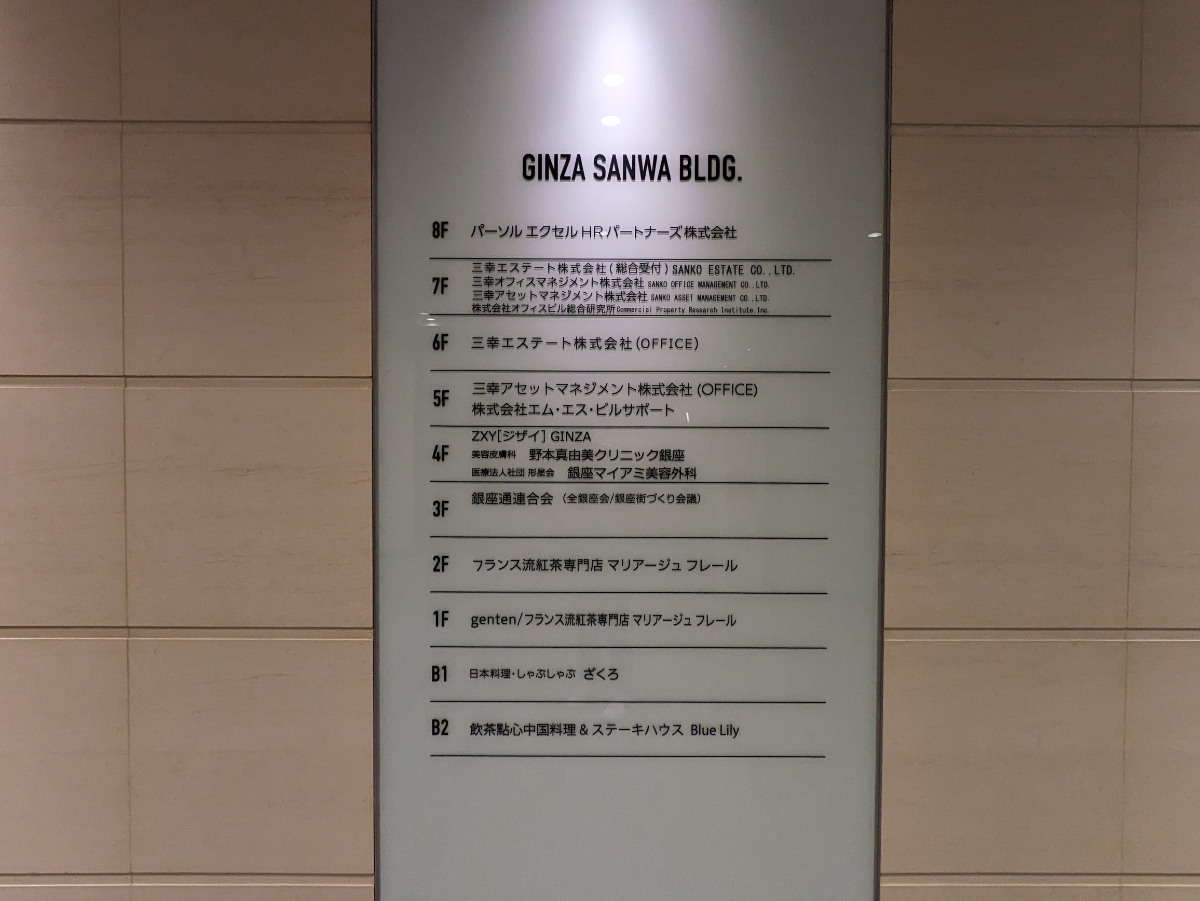 GINZA SANWA BLDG.
8F パーソル エクセル HR パートナーズ株式会社
7F 三幸エステート株式会社(総合受付) SANKO ESTATE CO.,LTD.
三幸オフィスマネジメント株式会社 SANKO OFFICE MANAGEMENT CO.,LTD.
三幸アセットマネジメント株式会社 SANKO ASSET MANAGEMENT CO.,LTD.
株式会社オフィスビル総合研究所 Commercial Property Research Institute.Inc.
6F 三幸エステート株式会社(OFFICE)
5F 三幸アセットマネジメント株式会社 (OFFICE)
株式会社エム・エス・ビルサポート
4F ZXY[ジザイ] GINZA
美容皮膚科 野本真由美クリニック銀座
医療法人社団 形星会 銀座マイアミ美容外科
3F 銀座通連合会 (全銀座会/銀座街づくり会議)
2F フランス流紅茶専門店 マリアージュ フレール
1F genten/フランス流紅茶専門店 マリアージュ フレール
B1 日本料理・しゃぶしゃぶ ざくろ
B2 飲茶點心中国料理 & ステーキハウス Blue Lily